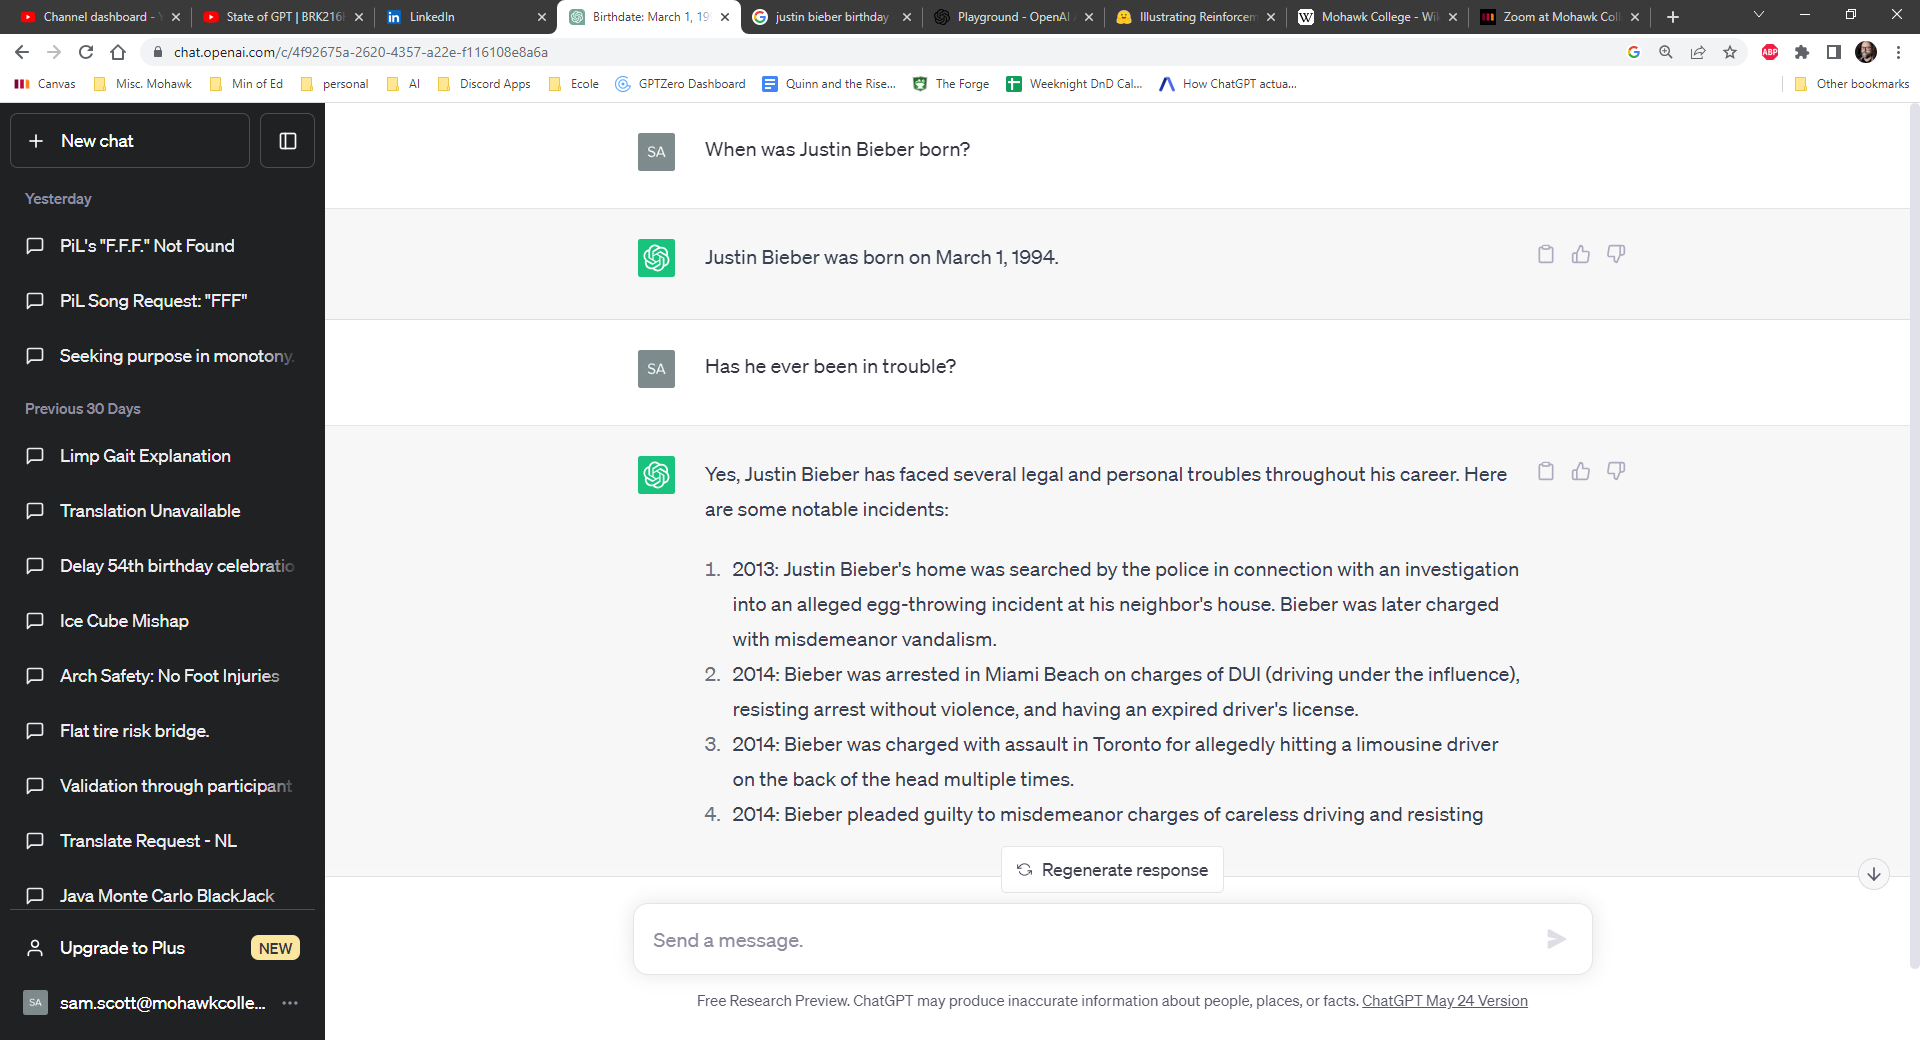 Channel dashboard - Y
State of GPT | BRK216
LinkedIn
Birthdate: March 1, 19
justin bieber birthday
Playground - OpenAI
Illustrating Reinforcem
Mohawk College - Wi
Zoom at Mohawk Coll
chat.openai.com/c/4f92675a-2620-4357-a22e-f116108e8a6a
ABP
Canvas
Misc. Mohawk
Min of Ed
personal
AI
Discord Apps
Ecole
GPTZero Dashboard
Quinn and the Rise...
The Forge
Weeknight DnD Cal...
How ChatGPT actua...
Other bookmarks
New chat
Yesterday
PiL's "F.F.F." Not Found
PiL Song Request: "FFF"
Seeking purpose in monotony.
Previous 30 Days
Limp Gait Explanation
Translation Unavailable
Delay 54th birthday celebratio
Ice Cube Mishap
Arch Safety: No Foot Injuries
Flat tire risk bridge.
Validation through participant
Translate Request - NL
Java Monte Carlo BlackJack
Upgrade to Plus NEW
SA sam.scott@mohawkcolle... ...
SA When was Justin Bieber born?
Justin Bieber was born on March 1, 1994.
SA Has he ever been in trouble?
Yes, Justin Bieber has faced several legal and personal troubles throughout his career. Here
are some notable incidents:
1. 2013: Justin Bieber's home was searched by the police in connection with an investigation
into an alleged egg-throwing incident at his neighbor's house. Bieber was later charged
with misdemeanor vandalism.
2. 2014: Bieber was arrested in Miami Beach on charges of DUI (driving under the influence),
resisting arrest without violence, and having an expired driver's license.
3. 2014: Bieber was charged with assault in Toronto for allegedly hitting a limousine driver
on the back of the head multiple times.
4. 2014: Bieber pleaded guilty to misdemeanor charges of careless driving and resisting
Regenerate response
Send a message.
Free Research Preview. ChatGPT may produce inaccurate information about people, places, or facts. ChatGPT May 24 Version